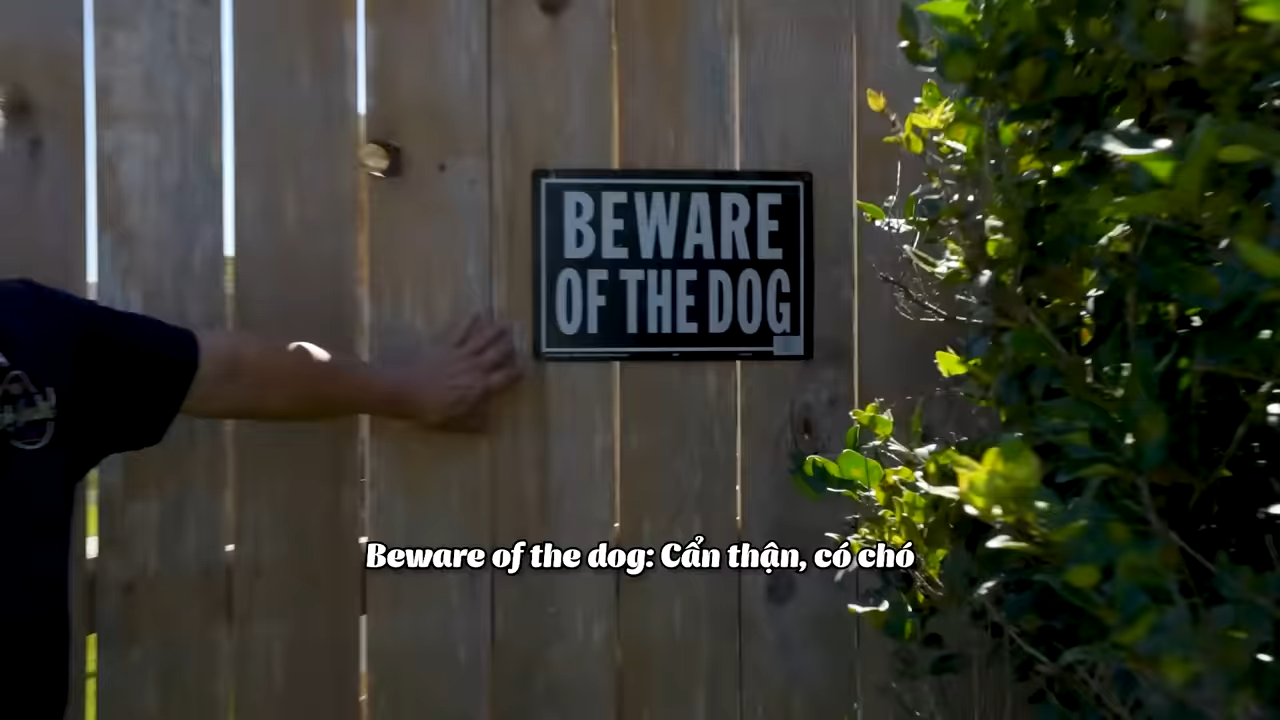 BEWARE
OF THE DOG
Beware of the dog: Cẩn thận, có chó